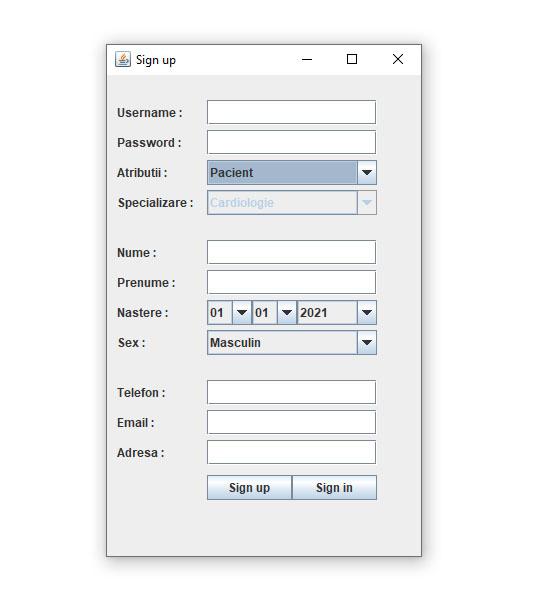 Sign up
Username :
Password :
Atributii : Pacient
Specializare : Cardiologie
Nume :
Prenume :
Nastere : 01 01 2021
Sex : Masculin
Telefon :
Email :
Adresa :
Sign up Sign in